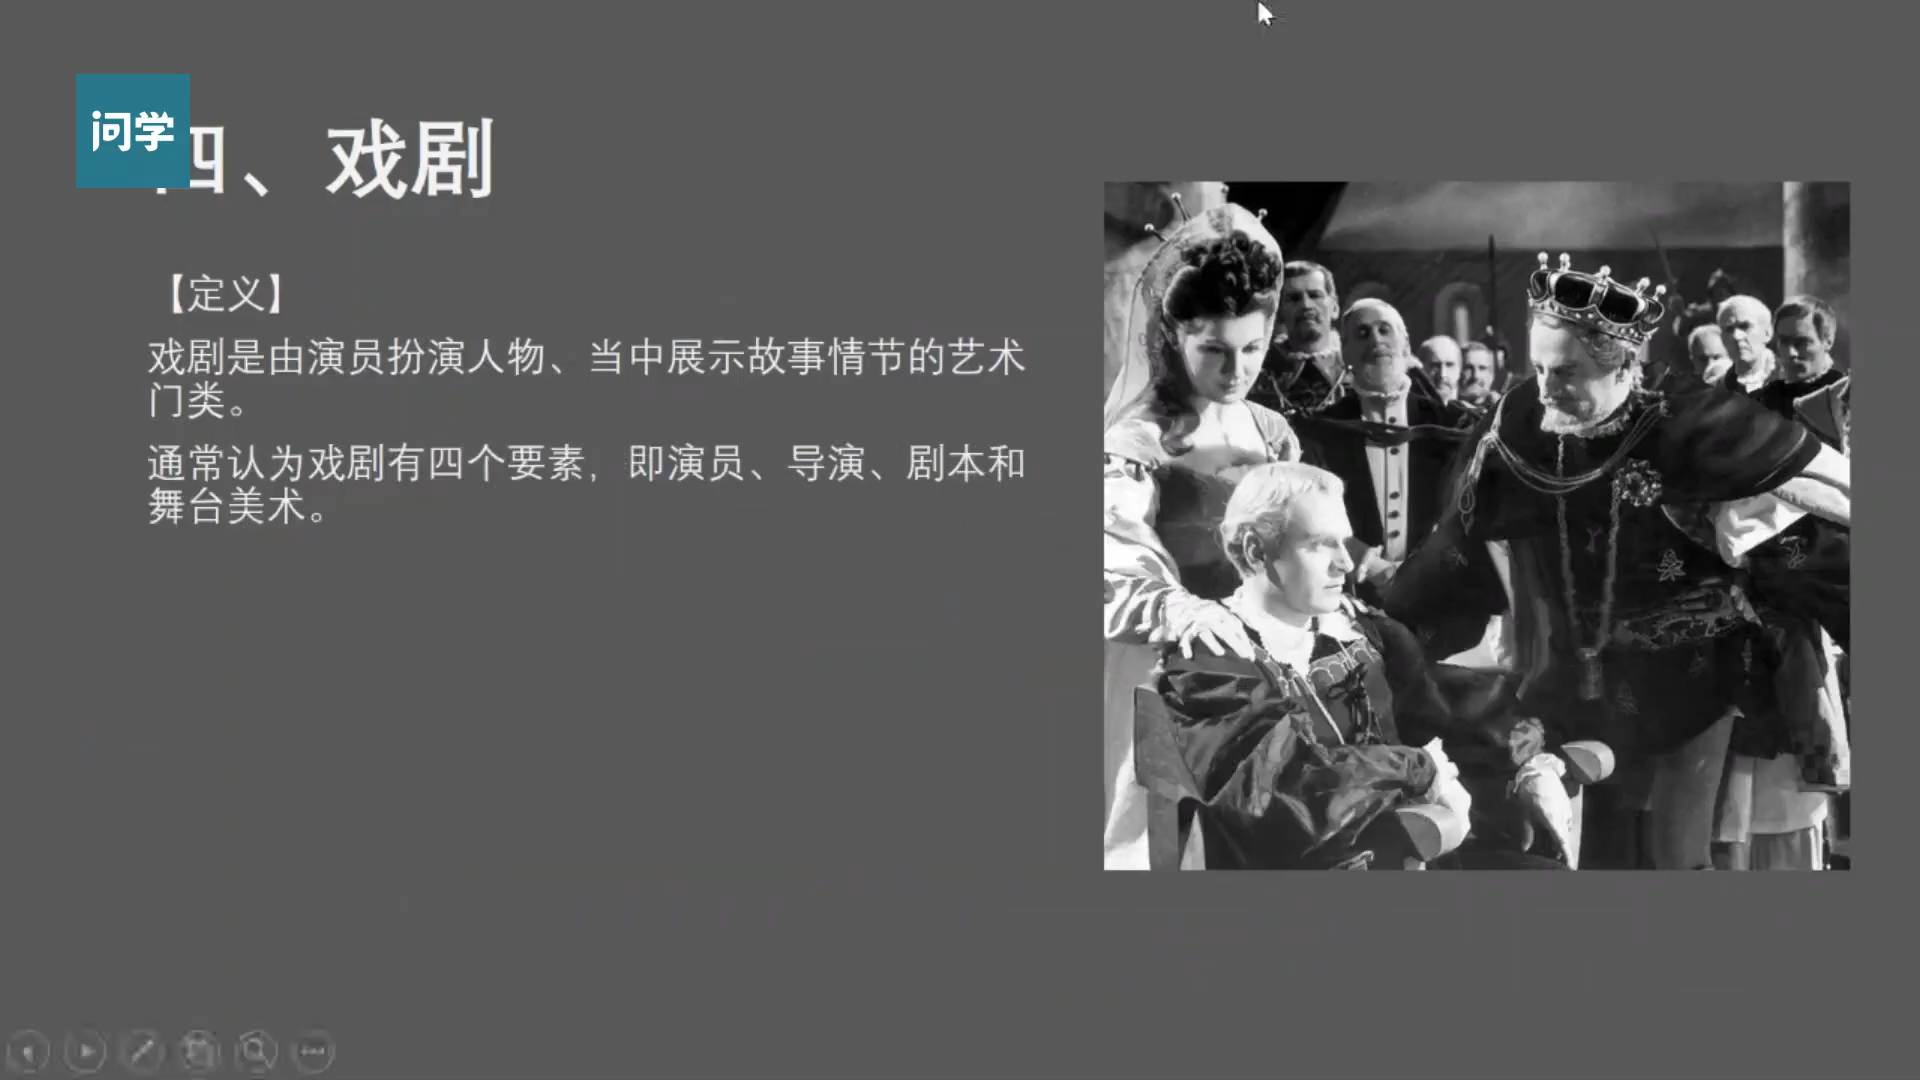 问学
四、戏剧
【定义】
戏剧是由演员扮演人物、当中展示故事情节的艺术
门类。
通常认为戏剧有四个要素，即演员、导演、剧本和
舞台美术。